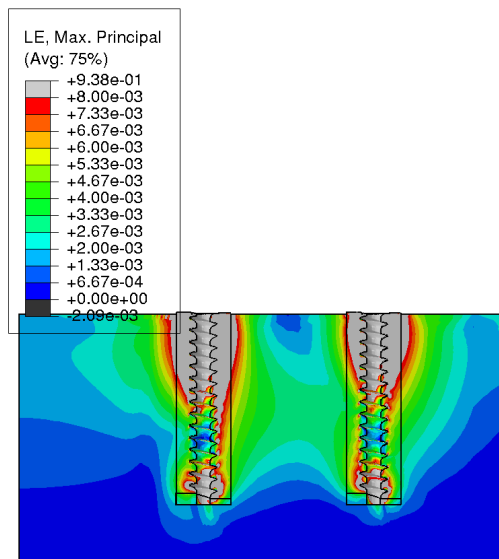 LE, Max. Principal
(Avg: 75%)
+9.38e-01
+8.00e-03
+7.33e-03
+6.67e-03
+6.00e-03
+5.33e-03
+4.67e-03
+4.00e-03
+3.33e-03
+2.67e-03
+2.00e-03
+1.33e-03
+6.67e-04
+0.00e+00
-2.09e-03